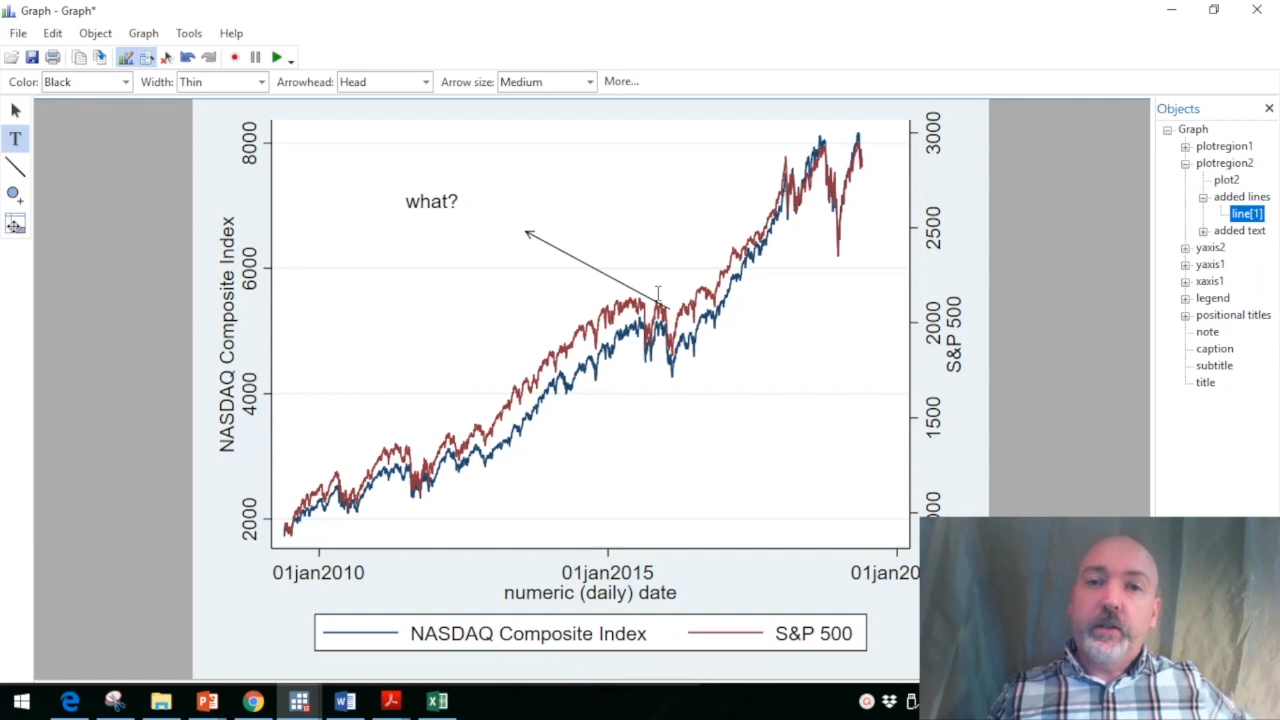 Graph - Graph*
File Edit Object Graph Tools Help
Color: Black Width: Thin Arrowhead: Head Arrow size: Medium More...
T
Objects
Graph
plotregion1
plotregion2
plot2
added lines
line[1]
added text
yaxis2
yaxis1
xaxis1
legend
positional titles
note
caption
subtitle
title
what?
NASDAQ Composite Index
8000
6000
4000
2000
3000
2500
2000
1500
S&P 500
01jan2010 01jan2015
numeric (daily) date
NASDAQ Composite Index S&P 500